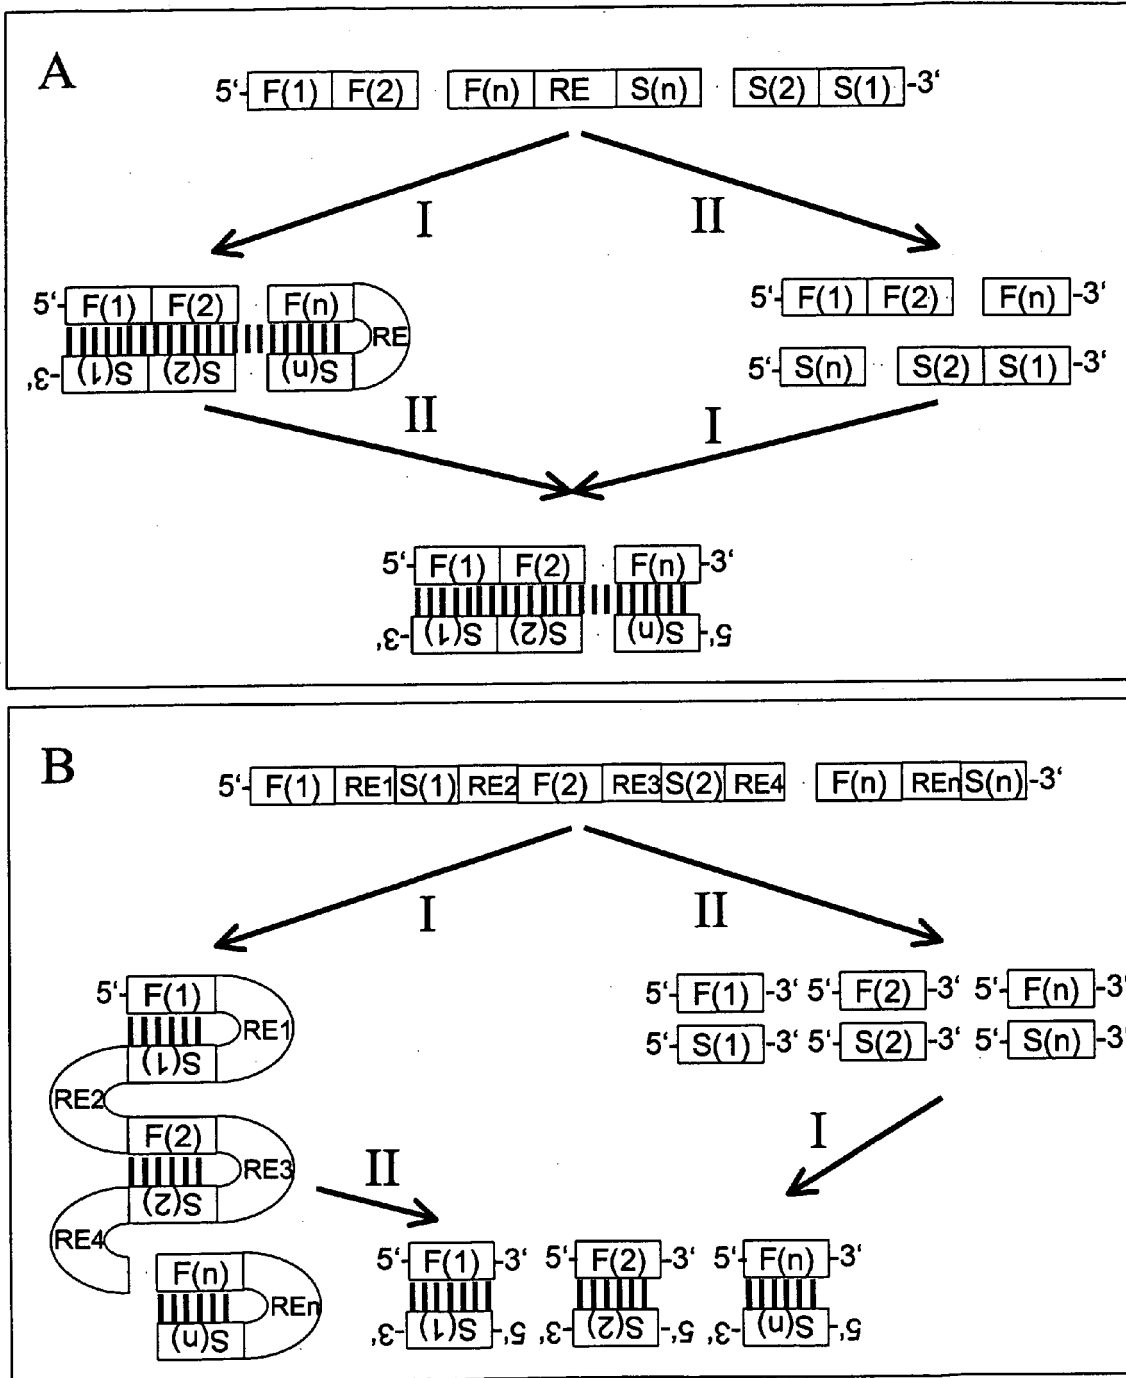 A
5‘- F(1) F(2) F(n) RE S(n) S(2) S(1) -3‘
I II
5‘- F(1) F(2) F(n)
RE
3‘- S(1) S(2) S(n)
5‘- F(1) F(2) F(n) -3‘
5‘- S(n) S(2) S(1) -3‘
II I
5‘- F(1) F(2) F(n) -3‘
3‘- S(1) S(2) S(n) -5‘
B
5‘- F(1) RE1 S(1) RE2 F(2) RE3 S(2) RE4 F(n) REn S(n) -3‘
I II
5‘- F(1)
RE1
S(1)
RE2
F(2)
RE3
S(2)
RE4
F(n)
REn
S(n)
5‘- F(1) -3‘ 5‘- F(2) -3‘ 5‘- F(n) -3‘
5‘- S(1) -3‘ 5‘- S(2) -3‘ 5‘- S(n) -3‘
II I
5‘- F(1) -3‘ 5‘- F(2) -3‘ 5‘- F(n) -3‘
3‘- S(1) -5‘ 3‘- S(2) -5‘ 3‘- S(n) -5‘